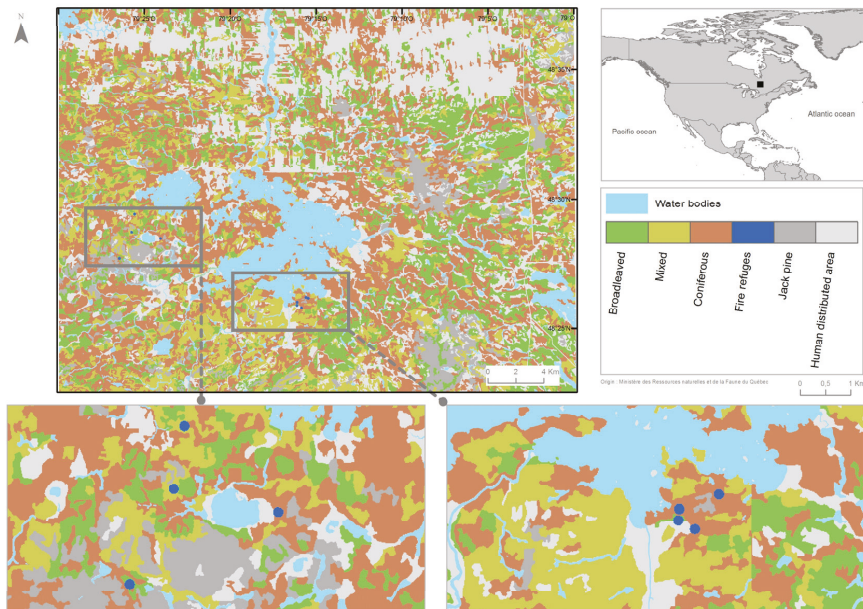 N
79°25'O 79°20'O 79°15'O 79°10'O 79°5'O 79°O
48°35'N
48°30'N
48°25'N
0 2 4 Km
Pacific ocean
Atlantic ocean
Water bodies
Broadleaved
Mixed
Coniferous
Fire refuges
Jack pine
Human distributed area
Origin : Ministère des Ressources naturelles et de la Faune du Québec
0 0,5 1 Km